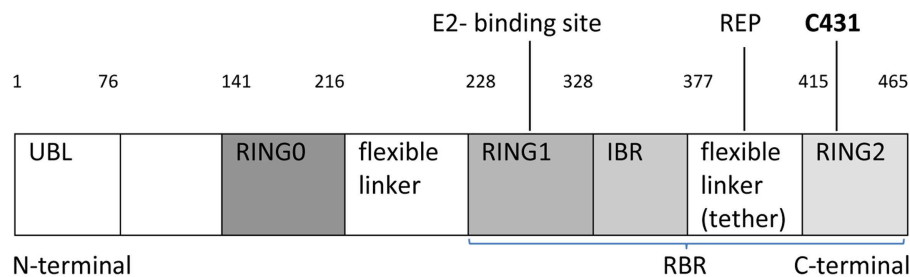 E2- binding site REP C431
1 76 141 216 228 328 377 415 465
UBL RING0 flexible linker RING1 IBR flexible linker (tether) RING2
N-terminal RBR C-terminal